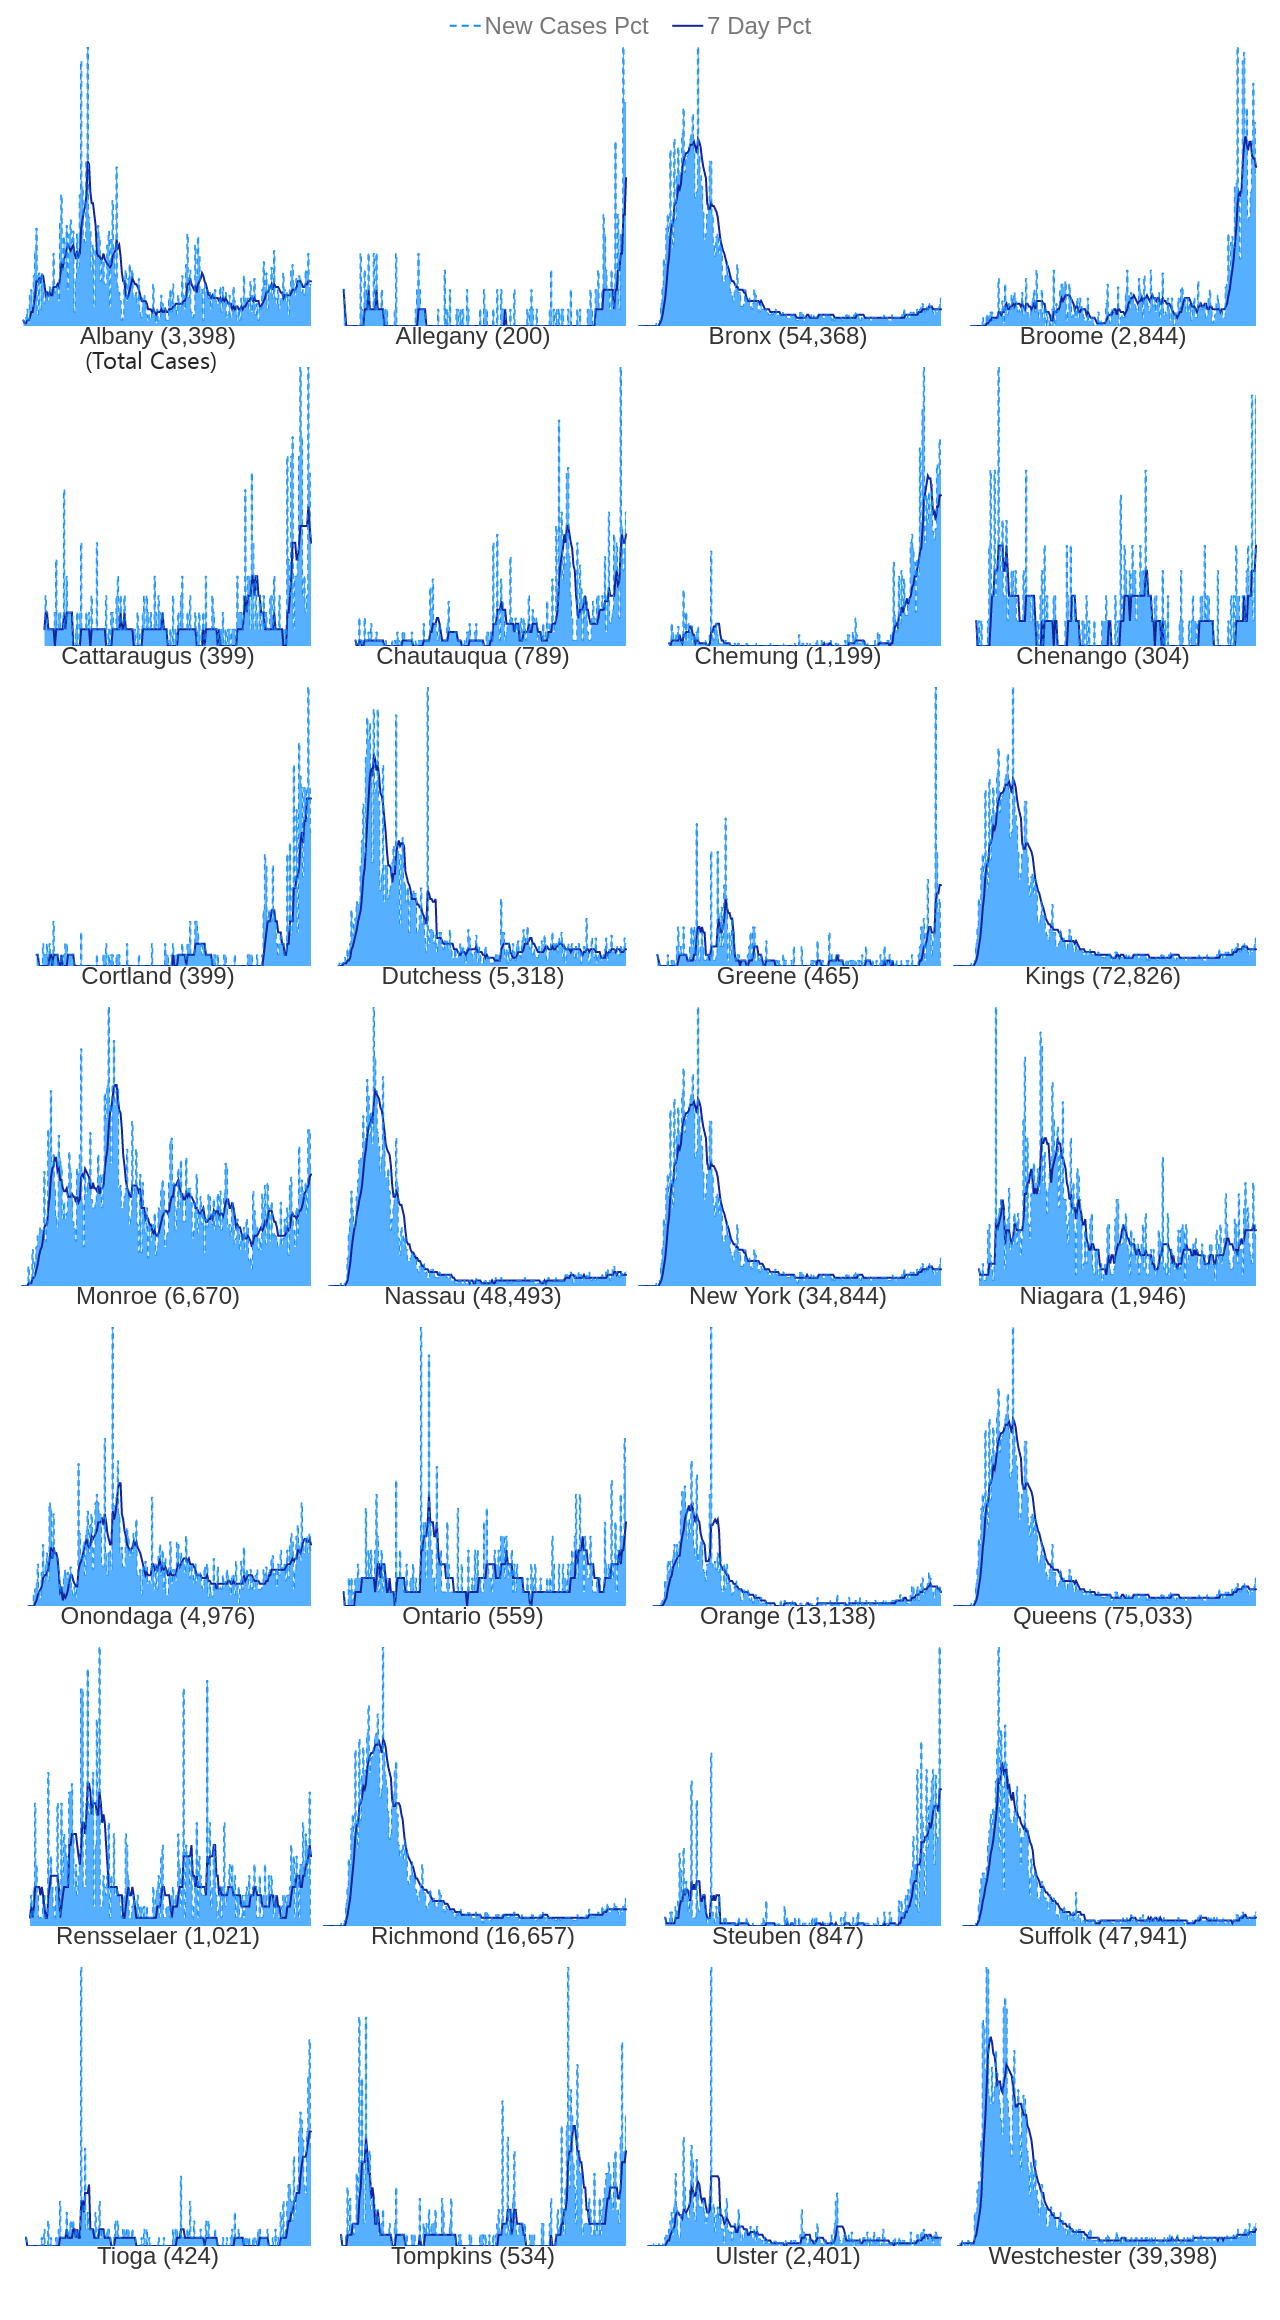 New Cases Pct 7 Day Pct
Albany (3,398) Allegany (200) Bronx (54,368) Broome (2,844)
(Total Cases)
Cattaraugus (399) Chautauqua (789) Chemung (1,199) Chenango (304)
Cortland (399) Dutchess (5,318) Greene (465) Kings (72,826)
Monroe (6,670) Nassau (48,493) New York (34,844) Niagara (1,946)
Onondaga (4,976) Ontario (559) Orange (13,138) Queens (75,033)
Rensselaer (1,021) Richmond (16,657) Steuben (847) Suffolk (47,941)
Tioga (424) Tompkins (534) Ulster (2,401) Westchester (39,398)